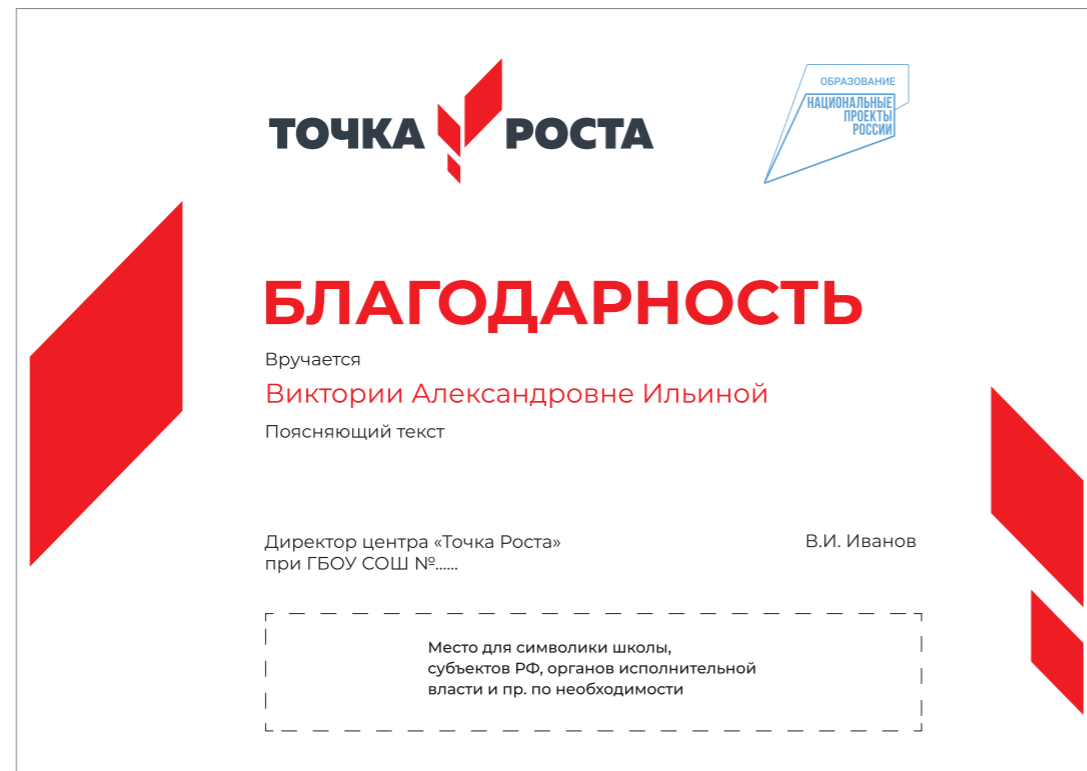 ТОЧКА РОСТА
ОБРАЗОВАНИЕ
НАЦИОНАЛЬНЫЕ
ПРОЕКТЫ
РОССИИ
БЛАГОДАРНОСТЬ
Вручается
Виктории Александровне Ильиной
Поясняющий текст
Директор центра «Точка Роста»
при ГБОУ СОШ №......
В.И. Иванов
Место для символики школы,
субъектов РФ, органов исполнительной
власти и пр. по необходимости